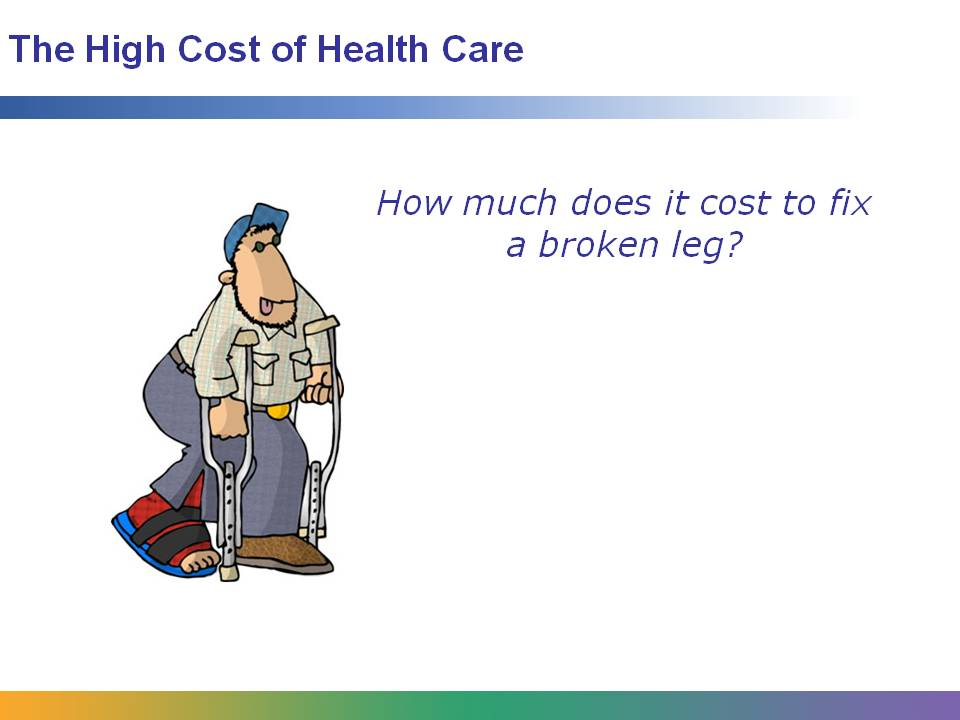 The High Cost of Health Care
How much does it cost to fix
a broken leg?